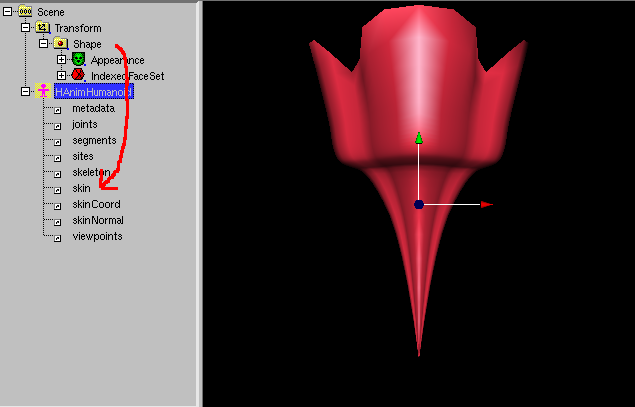 Scene
Transform
Shape
Appearance
IndexedFaceSet
HAnimHumanoid
metadata
joints
segments
sites
skeleton
skin
skinCoord
skinNormal
viewpoints